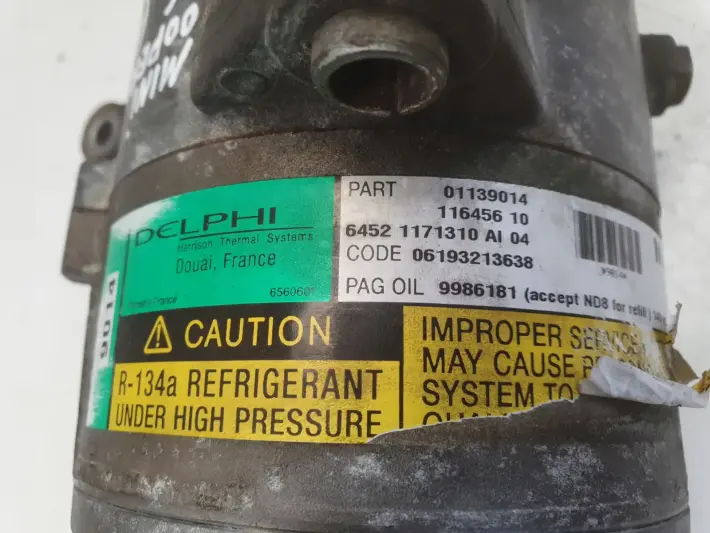 MINI
COOPE
DELPHI
Harrison Thermal Systems
Douai, France
656060
France
9014
PART 01139014
116456 10
6452 1171310 AI 04
CODE 06193213638
PAG OIL 9986181 (accept ND8 for refill)
CAUTION
R-134a REFRIGERANT
UNDER HIGH PRESSURE
IMPROPER SERVICE
MAY CAUSE
SYSTEM TO